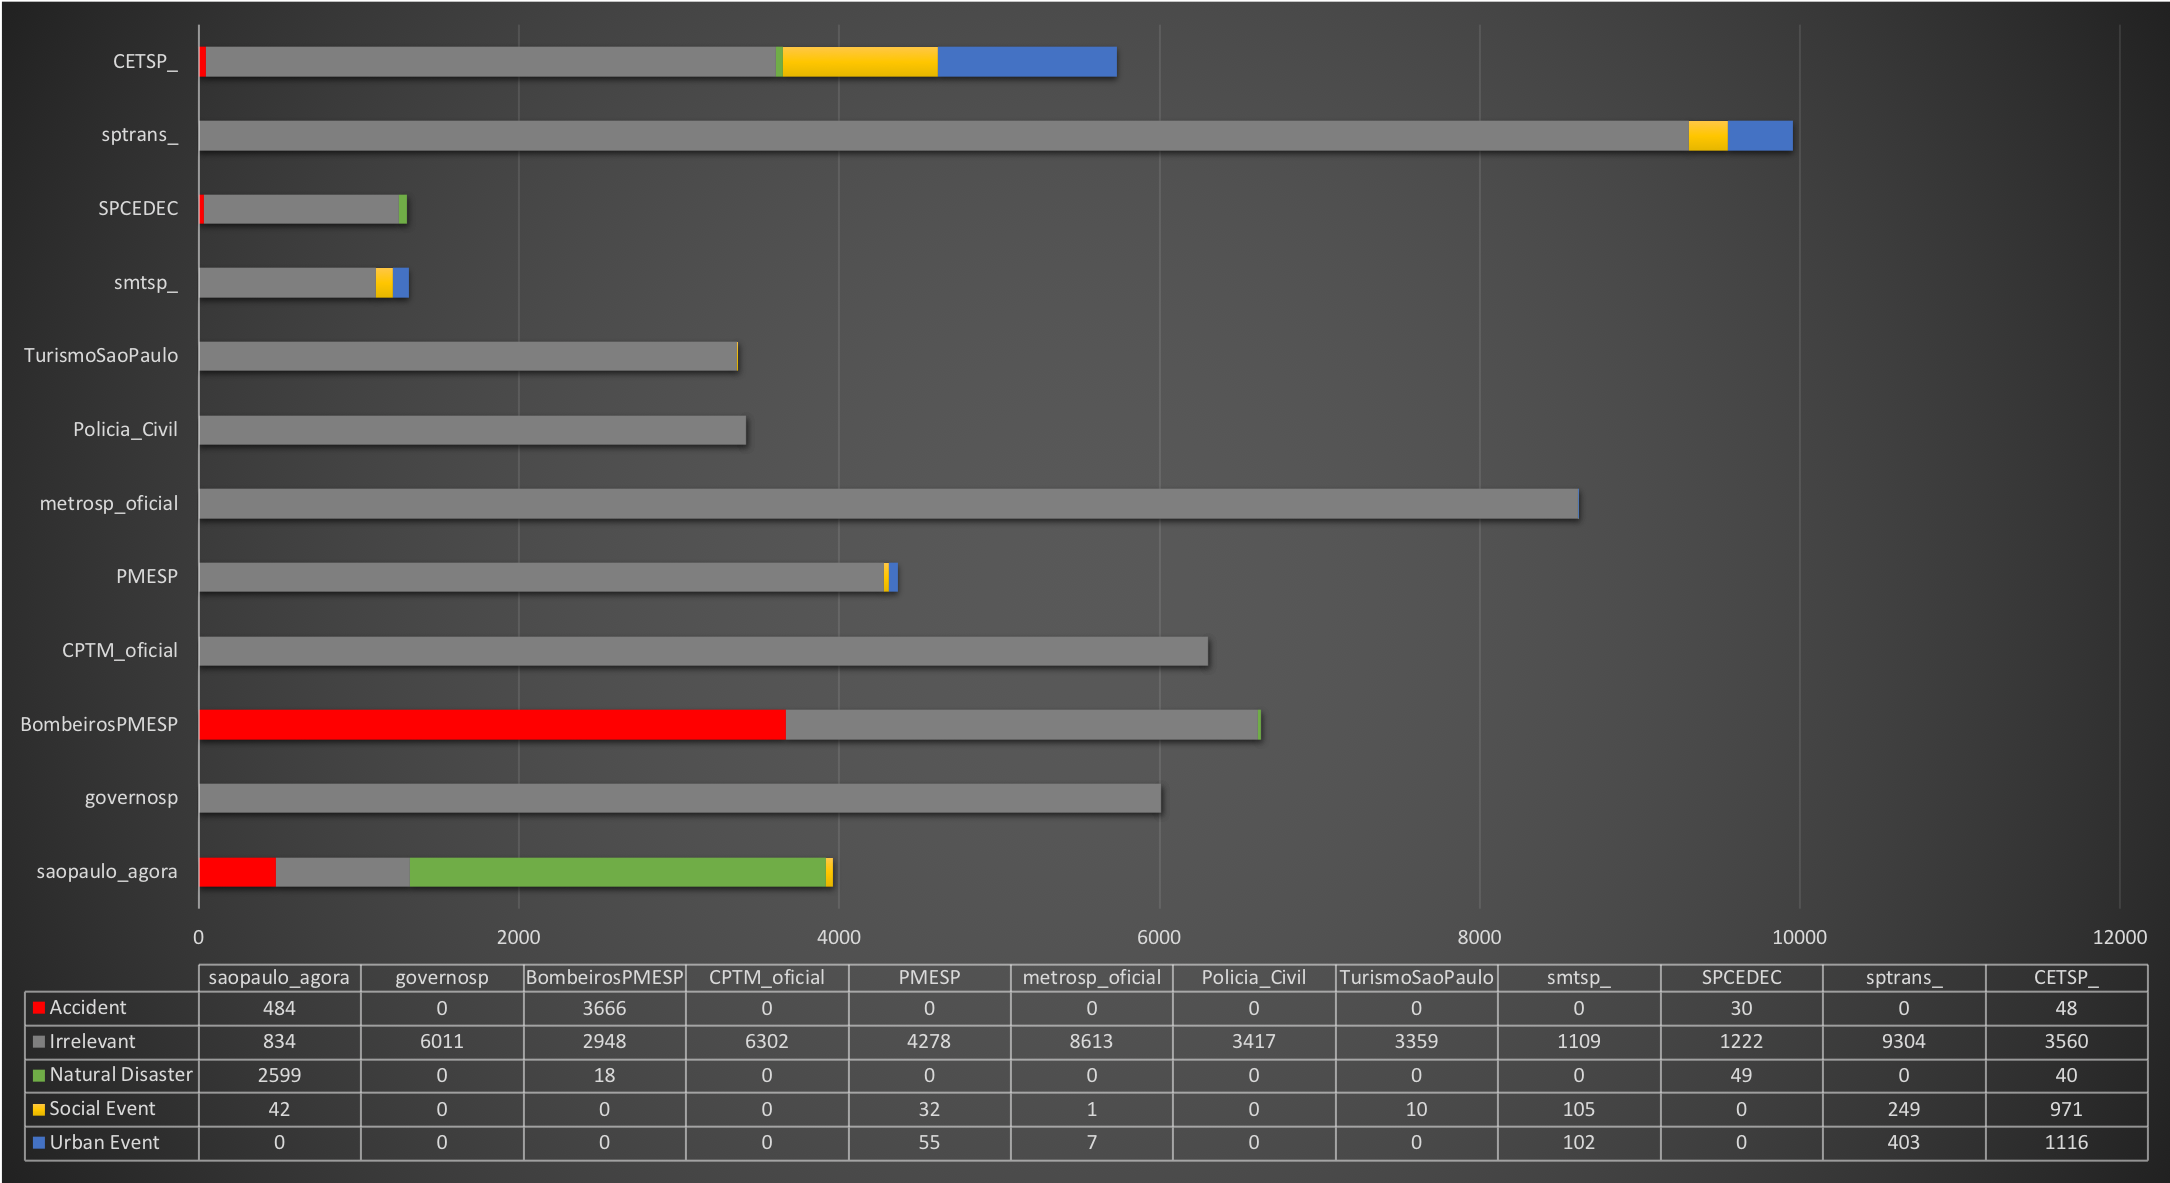 CETSP_
sptrans_
SPCEDEC
smtsp_
TurismoSaoPaulo
Policia_Civil
metrosp_oficial
PMESP
CPTM_oficial
BombeirosPMESP
governosp
saopaulo_agora
0 2000 4000 6000 8000 10000 12000
saopaulo_agora governosp BombeirosPMESP CPTM_oficial PMESP metrosp_oficial Policia_Civil TurismoSaoPaulo smtsp_ SPCEDEC sptrans_ CETSP_
Accident 484 0 3666 0 0 0 0 0 0 30 0 48
Irrelevant 834 6011 2948 6302 4278 8613 3417 3359 1109 1222 9304 3560
Natural Disaster 2599 0 18 0 0 0 0 0 0 49 0 40
Social Event 42 0 0 0 32 1 0 10 105 0 249 971
Urban Event 0 0 0 0 55 7 0 0 102 0 403 1116